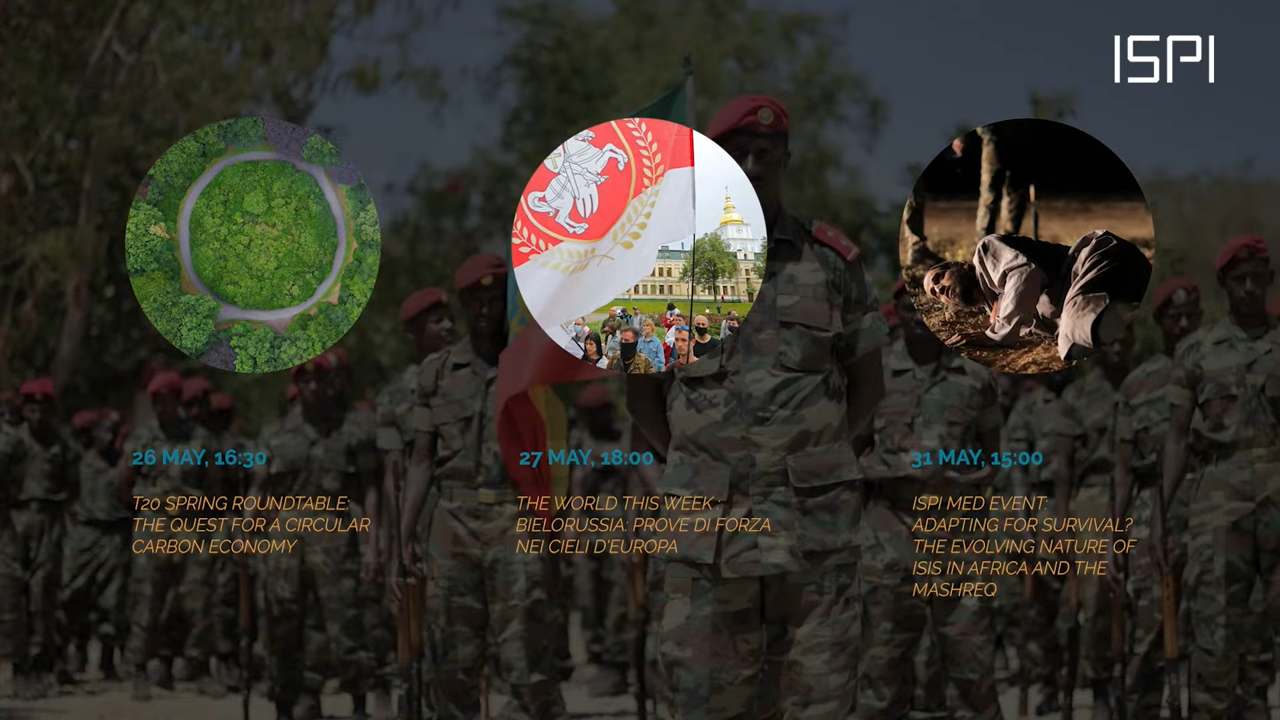 ISPI
26 MAY, 16:30
T20 SPRING ROUNDTABLE:
THE QUEST FOR A CIRCULAR
CARBON ECONOMY
27 MAY, 18:00
THE WORLD THIS WEEK :
BIELORUSSIA: PROVE DI FORZA
NEI CIELI D'EUROPA
31 MAY, 15:00
ISPI MED EVENT:
ADAPTING FOR SURVIVAL?
THE EVOLVING NATURE OF
ISIS IN AFRICA AND THE
MASHREQ